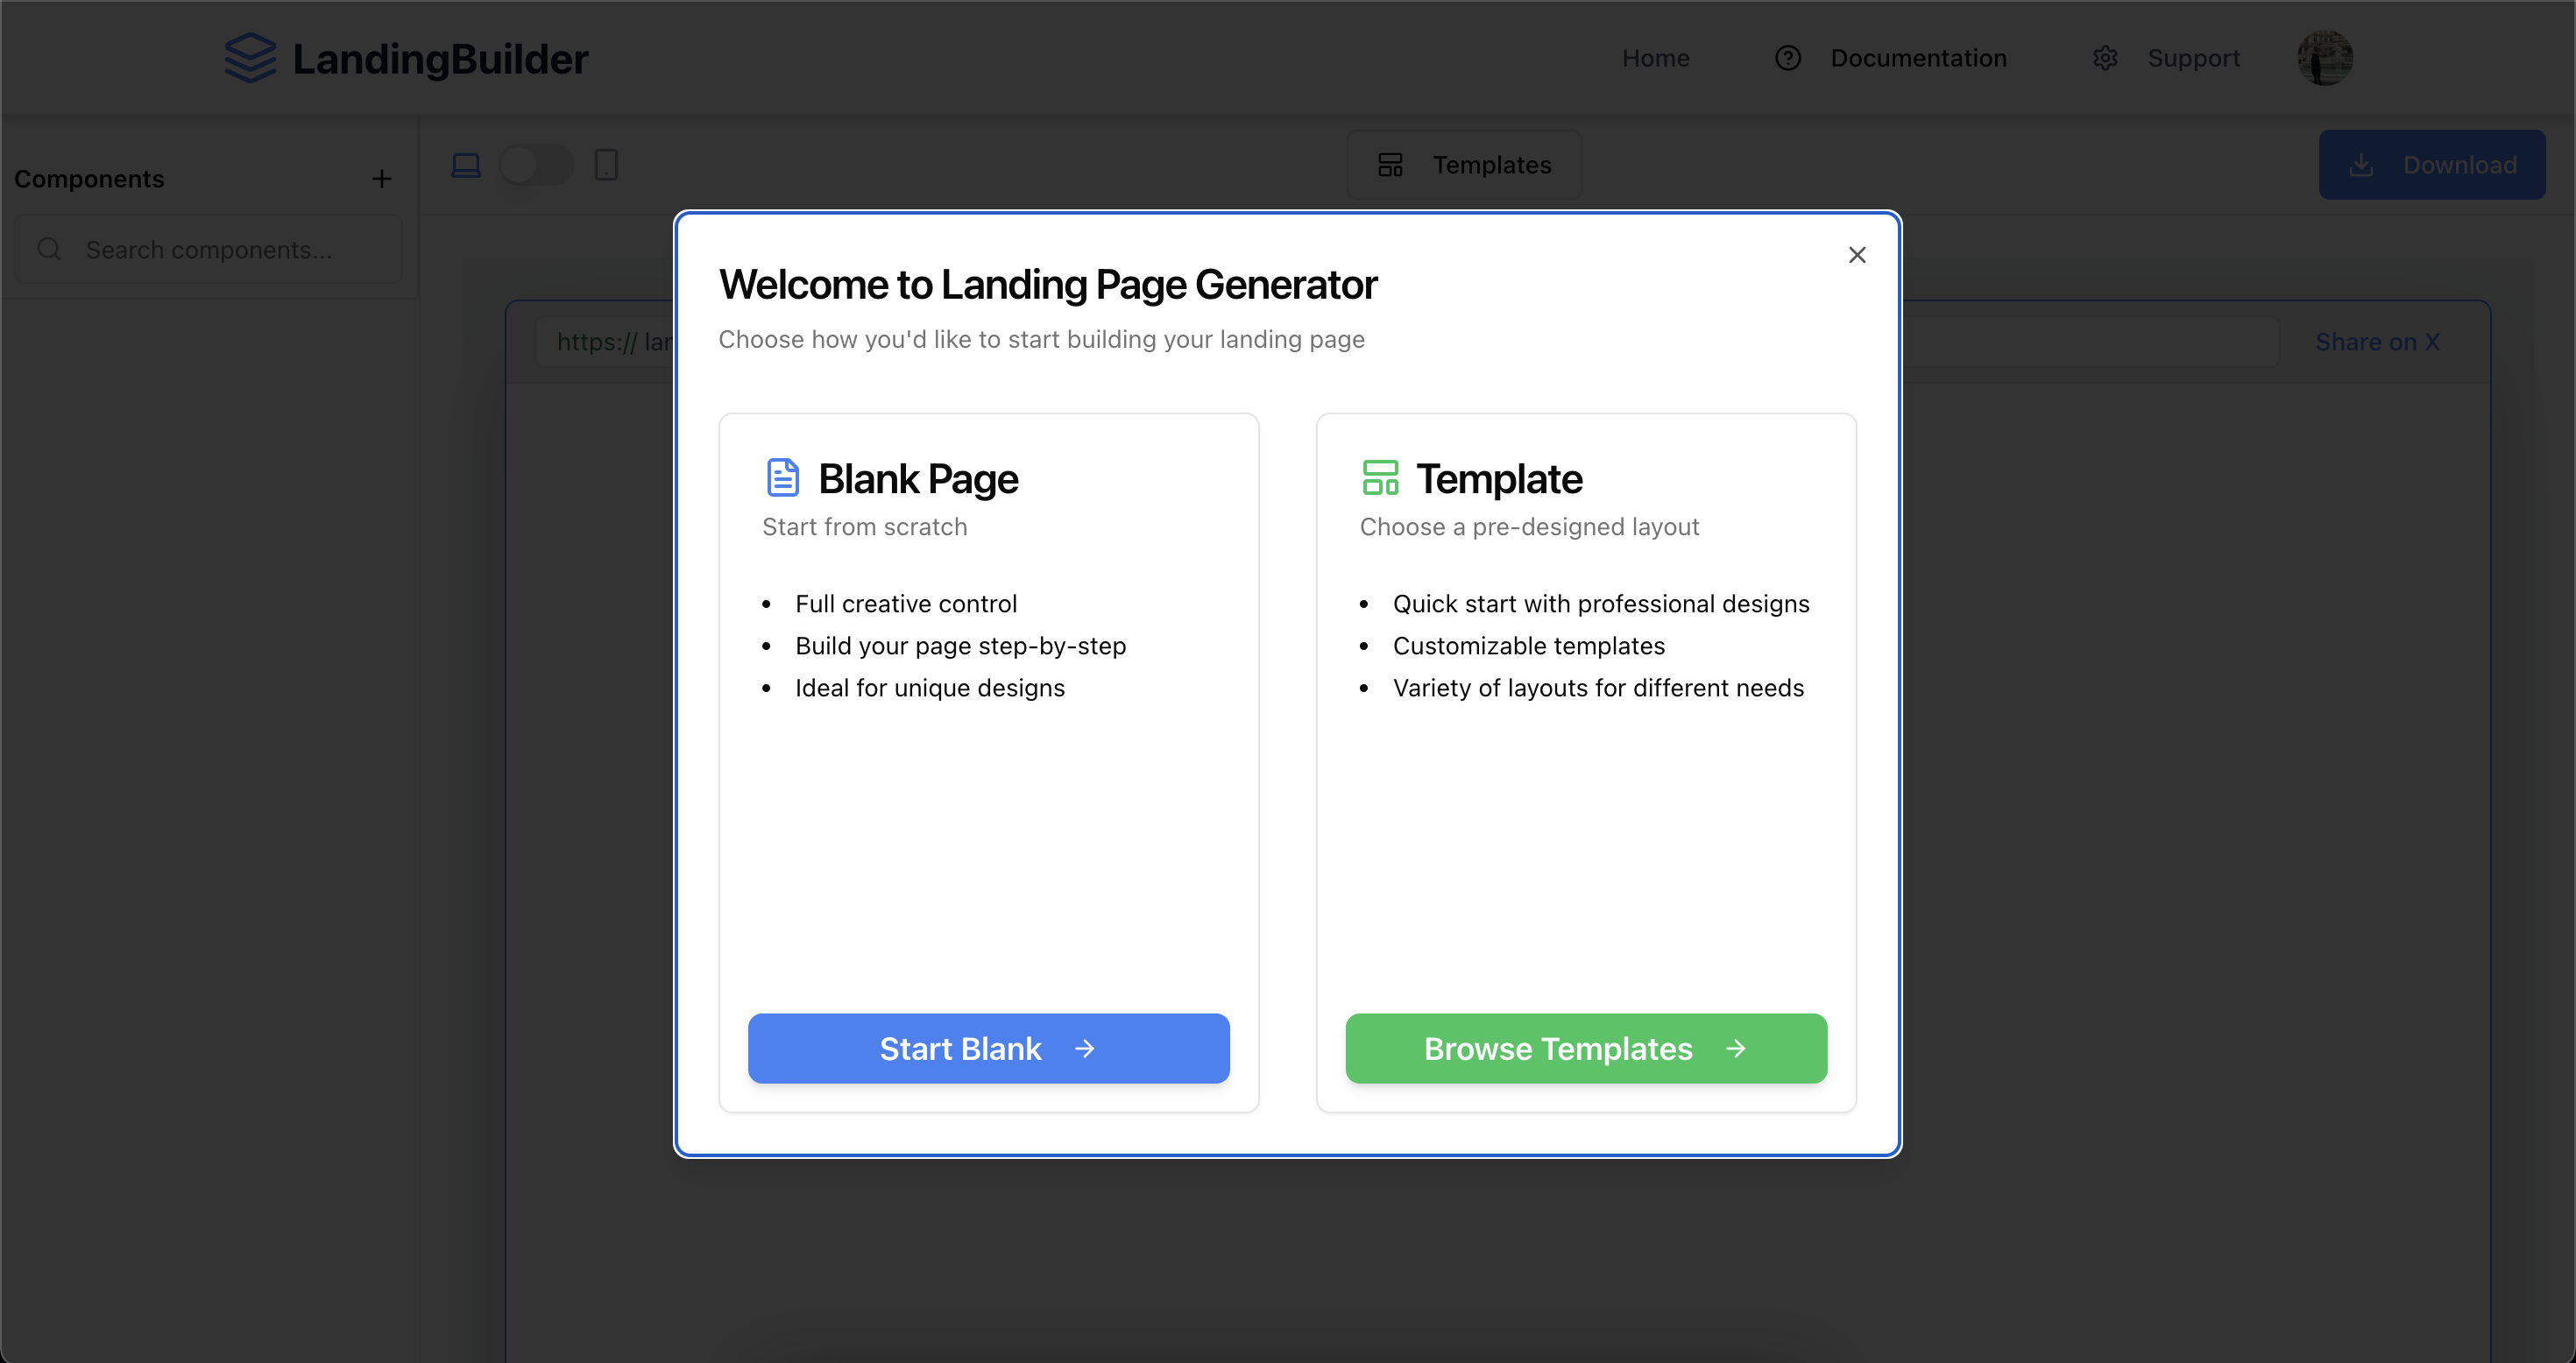 LandingBuilder
Home
Documentation
Support
Components
Search components...
Templates
Download
https://
Share on X
Welcome to Landing Page Generator
Choose how you'd like to start building your landing page
Blank Page
Start from scratch
• Full creative control
• Build your page step-by-step
• Ideal for unique designs
Start Blank
Template
Choose a pre-designed layout
• Quick start with professional designs
• Customizable templates
• Variety of layouts for different needs
Browse Templates